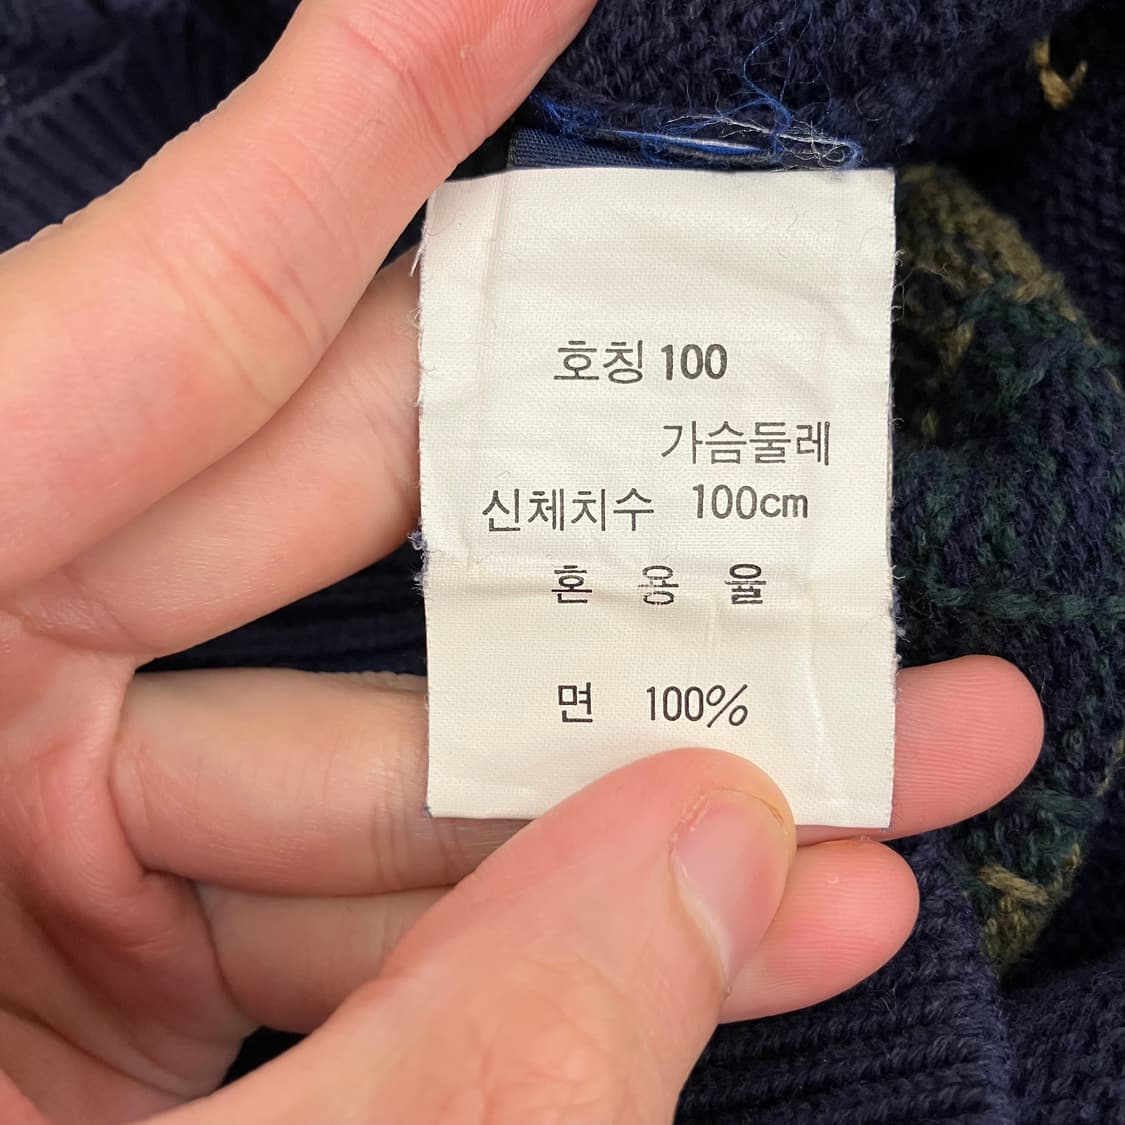 호칭 100
가슴둘레
신체치수 100cm
혼 용 율
면 100%